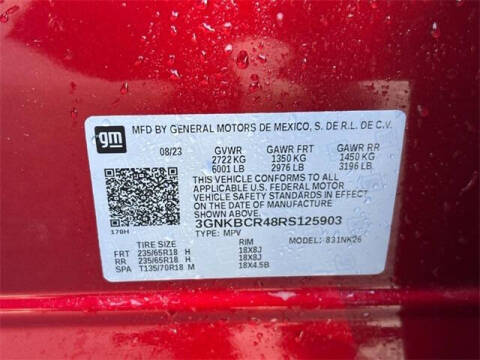 gm MFD BY GENERAL MOTORS DE MEXICO, S. DE R.L. DE C.V.
08/23 GVWR GAWR FRT GAWR RR
2722 KG 1350 KG 1450 KG
6001 LB 2976 LB 3196 LB
THIS VEHICLE CONFORMS TO ALL
APPLICABLE U.S. FEDERAL MOTOR
VEHICLE SAFETY STANDARDS IN EFFECT
ON THE DATE OF MANUFACTURE SHOWN ABOVE.
3GNKBCR48RS125903
170H TYPE: MPV MODEL: 831NK26
TIRE SIZE RIM
FRT 235/65R18 H 18X8J
RR 235/65R18 H 18X8J
SPA T135/70R18 M 18X4.5B